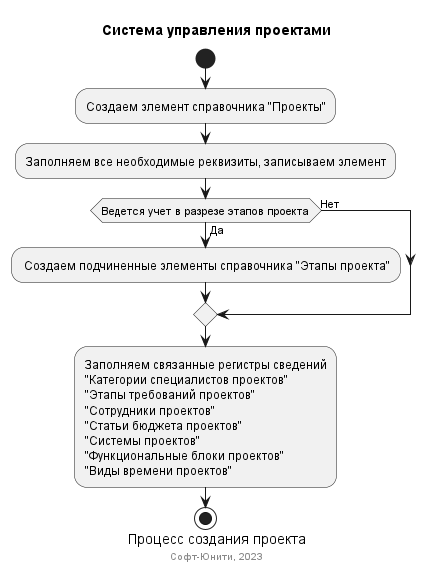 Система управления проектами
Создаем элемент справочника "Проекты"
Заполняем все необходимые реквизиты, записываем элемент
Ведется учет в разрезе этапов проекта
Нет
Да
Создаем подчиненные элементы справочника "Этапы проекта"
Заполняем связанные регистры сведений
"Категории специалистов проектов"
"Этапы требований проектов"
"Сотрудники проектов"
"Статьи бюджета проектов"
"Системы проектов"
"Функциональные блоки проектов"
"Виды времени проектов"
Процесс создания проекта
Софт-Юнити, 2023